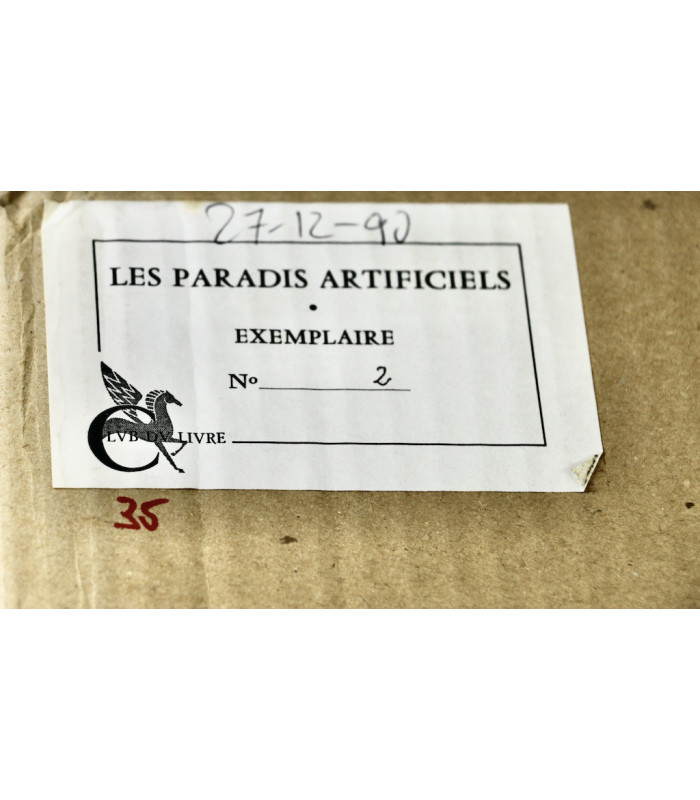 27-12-90
LES PARADIS ARTIFICIELS
•
EXEMPLAIRE
No 2
CLVB DV LIVRE
35